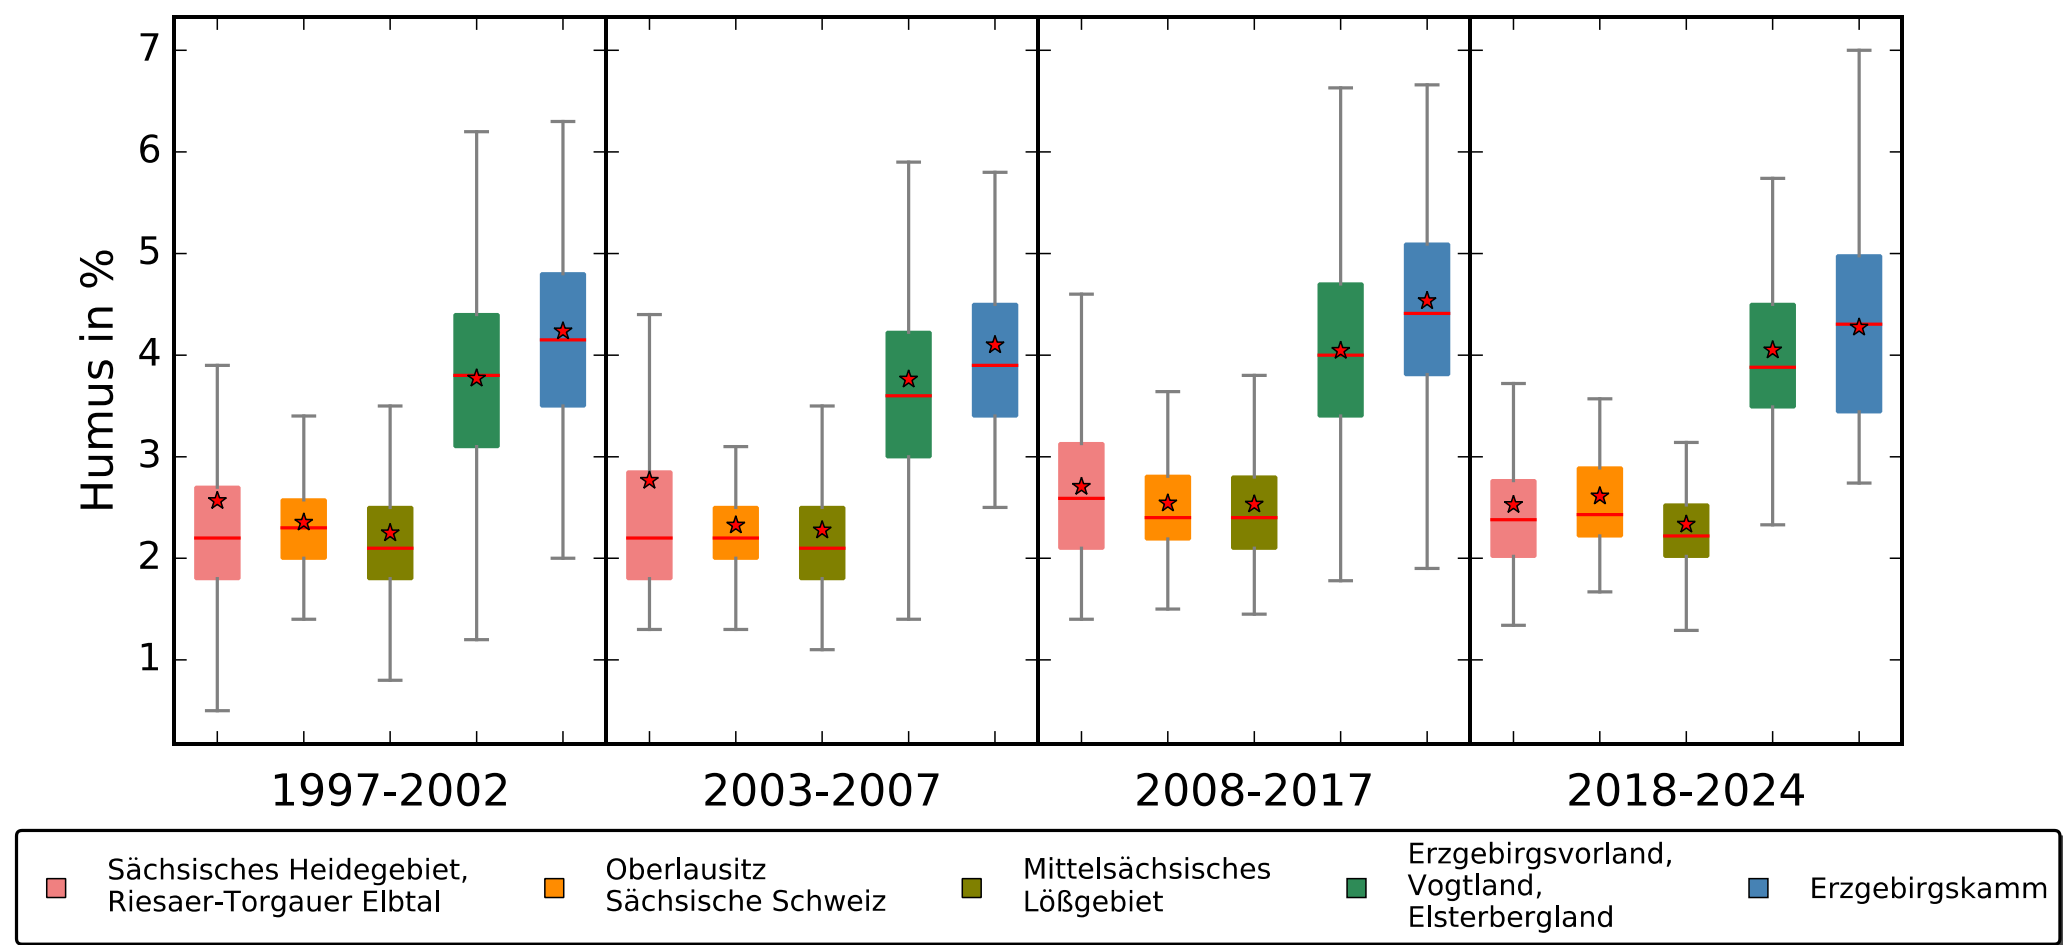 Humus in %
7
6
5
4
3
2
1
1997-2002
2003-2007
2008-2017
2018-2024
Sächsisches Heidegebiet,
Riesaer-Torgauer Elbtal
Oberlausitz
Sächsische Schweiz
Mittelsächsisches
Lößgebiet
Erzgebirgsvorland,
Vogtland,
Elsterbergland
Erzgebirgskamm